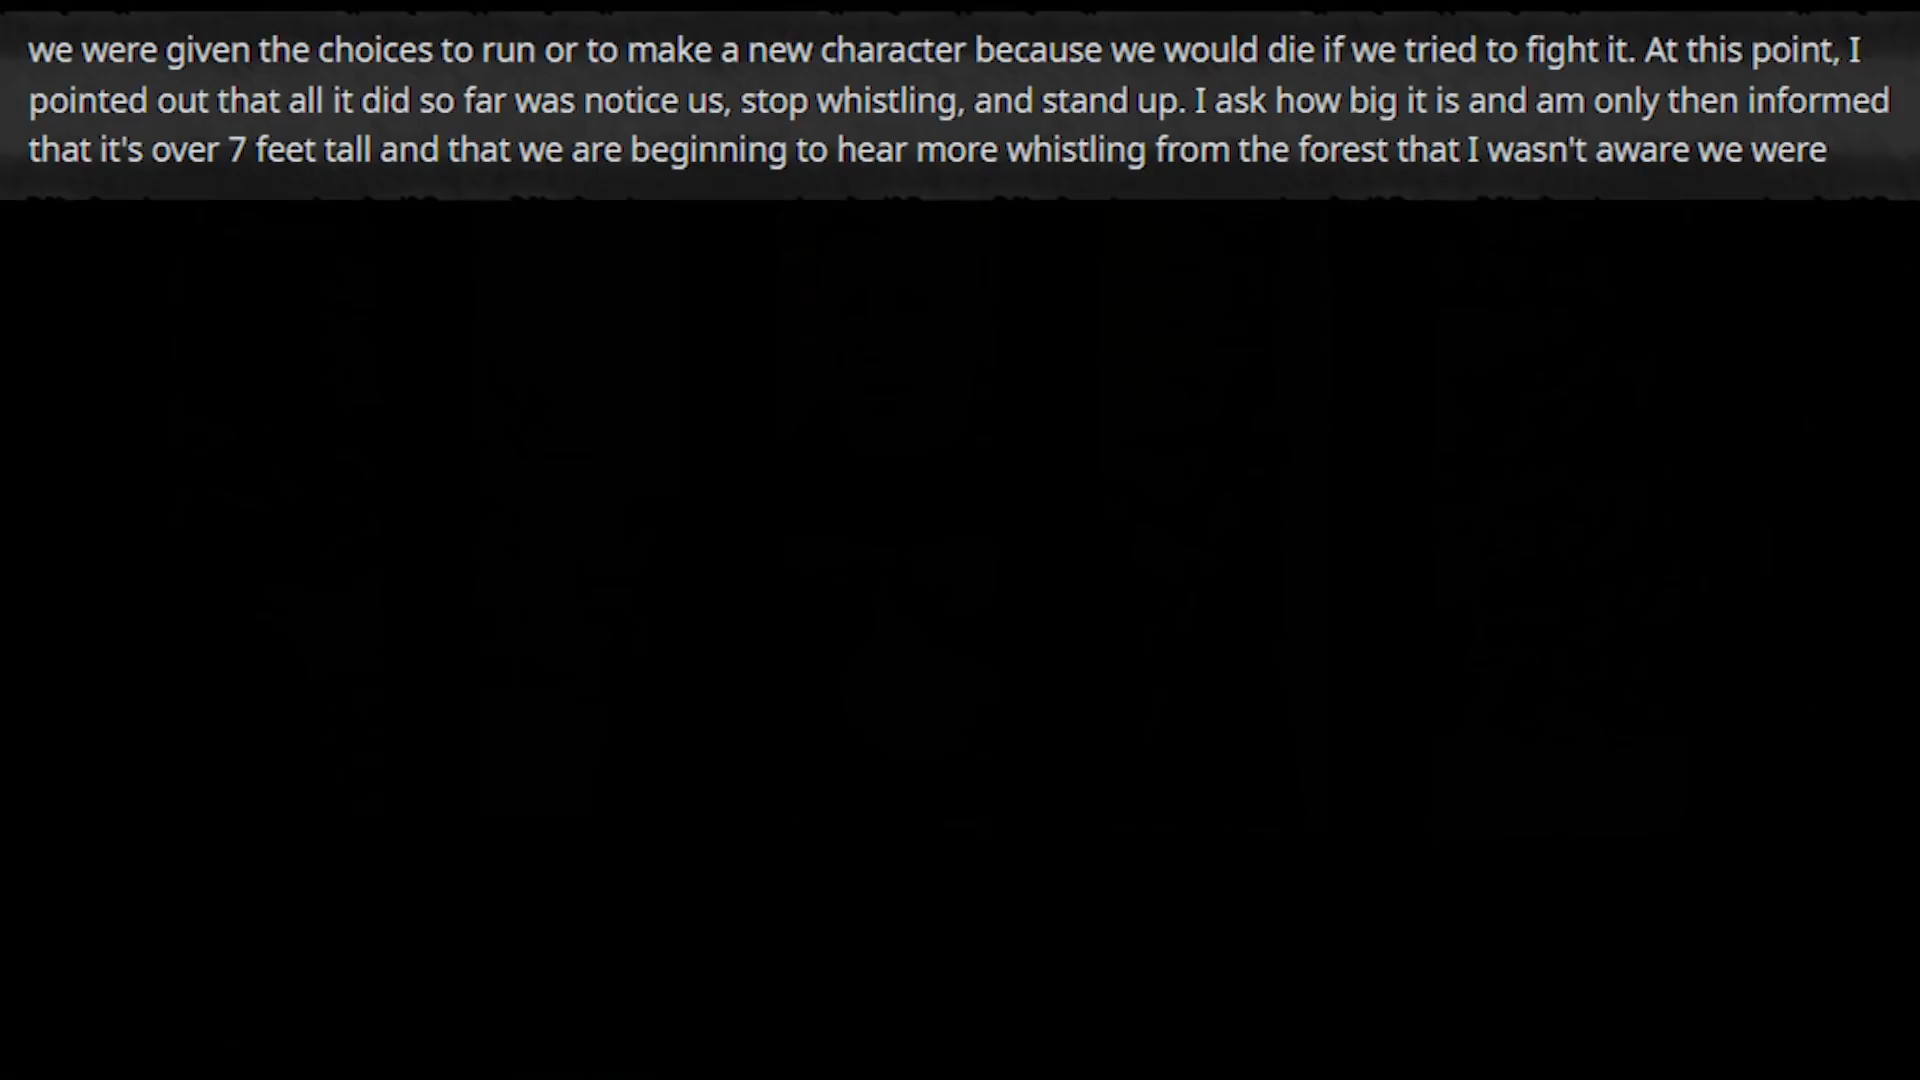 we were given the choices to run or to make a new character because we would die if we tried to fight it. At this point, I
pointed out that all it did so far was notice us, stop whistling, and stand up. I ask how big it is and am only then informed
that it's over 7 feet tall and that we are beginning to hear more whistling from the forest that I wasn't aware we were